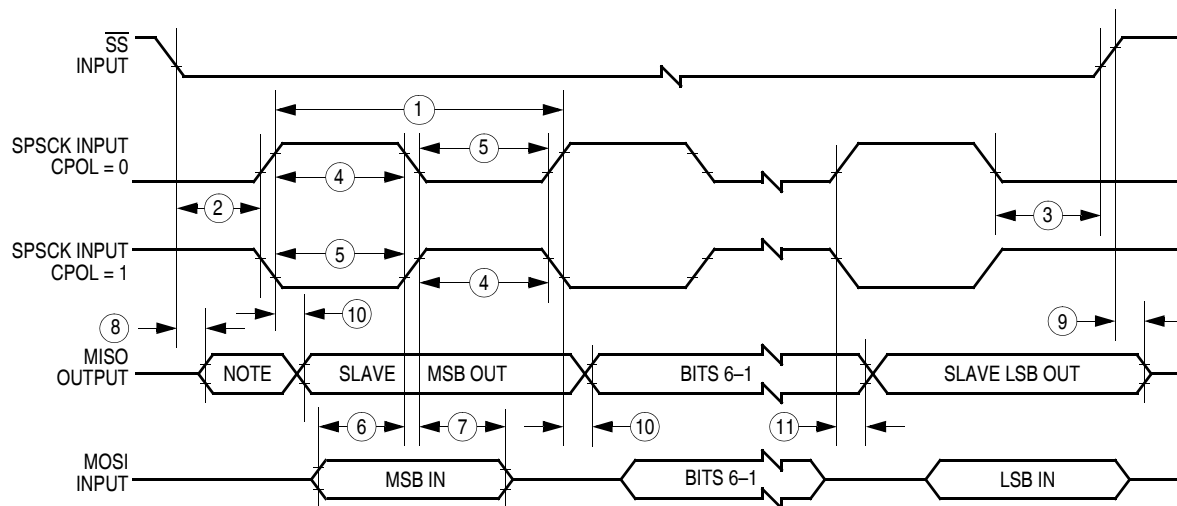 SS
INPUT
1
SPSCK INPUT
CPOL = 0
5
4
2
3
SPSCK INPUT
CPOL = 1
5
4
8
10
9
MISO
OUTPUT
NOTE
SLAVE MSB OUT
BITS 6–1
SLAVE LSB OUT
6
7
10
11
MOSI
INPUT
MSB IN
BITS 6–1
LSB IN